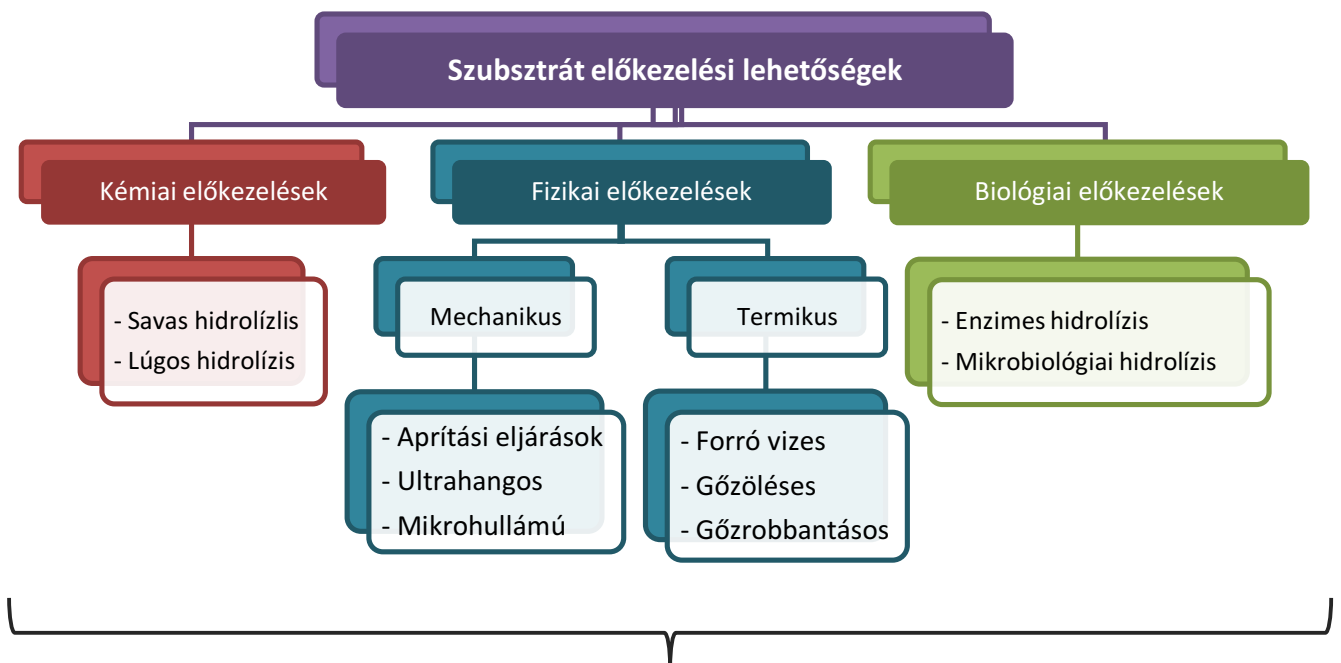 Szubsztrát előkezelési lehetőségek
Kémiai előkezelések
- Savas hidrolízlis
- Lúgos hidrolízis
Fizikai előkezelések
Mechanikus
- Aprítási eljárások
- Ultrahangos
- Mikrohullámú
Termikus
- Forró vizes
- Gőzöléses
- Gőzrobbantásos
Biológiai előkezelések
- Enzimes hidrolízis
- Mikrobiológiai hidrolízis